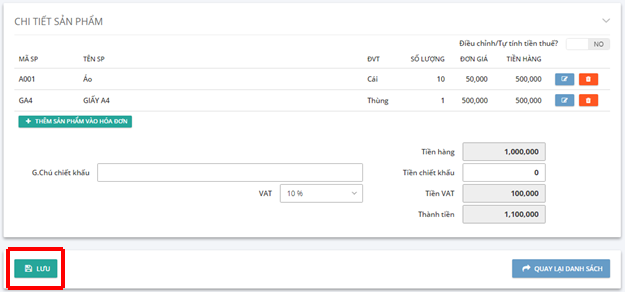 CHI TIẾT SẢN PHẨM
Điều chỉnh/Tự tính tiền thuế? NO
MÃ SP TÊN SP ĐVT SỐ LƯỢNG ĐƠN GIÁ TIỀN HÀNG
A001 Áo Cái 10 50,000 500,000
GA4 GIẤY A4 Thùng 1 500,000 500,000
+ THÊM SẢN PHẨM VÀO HÓA ĐƠN
Tiền hàng 1,000,000
G.Chú chiết khấu Tiền chiết khấu 0
VAT 10 % Tiền VAT 100,000
Thành tiền 1,100,000
LƯU QUAY LẠI DANH SÁCH